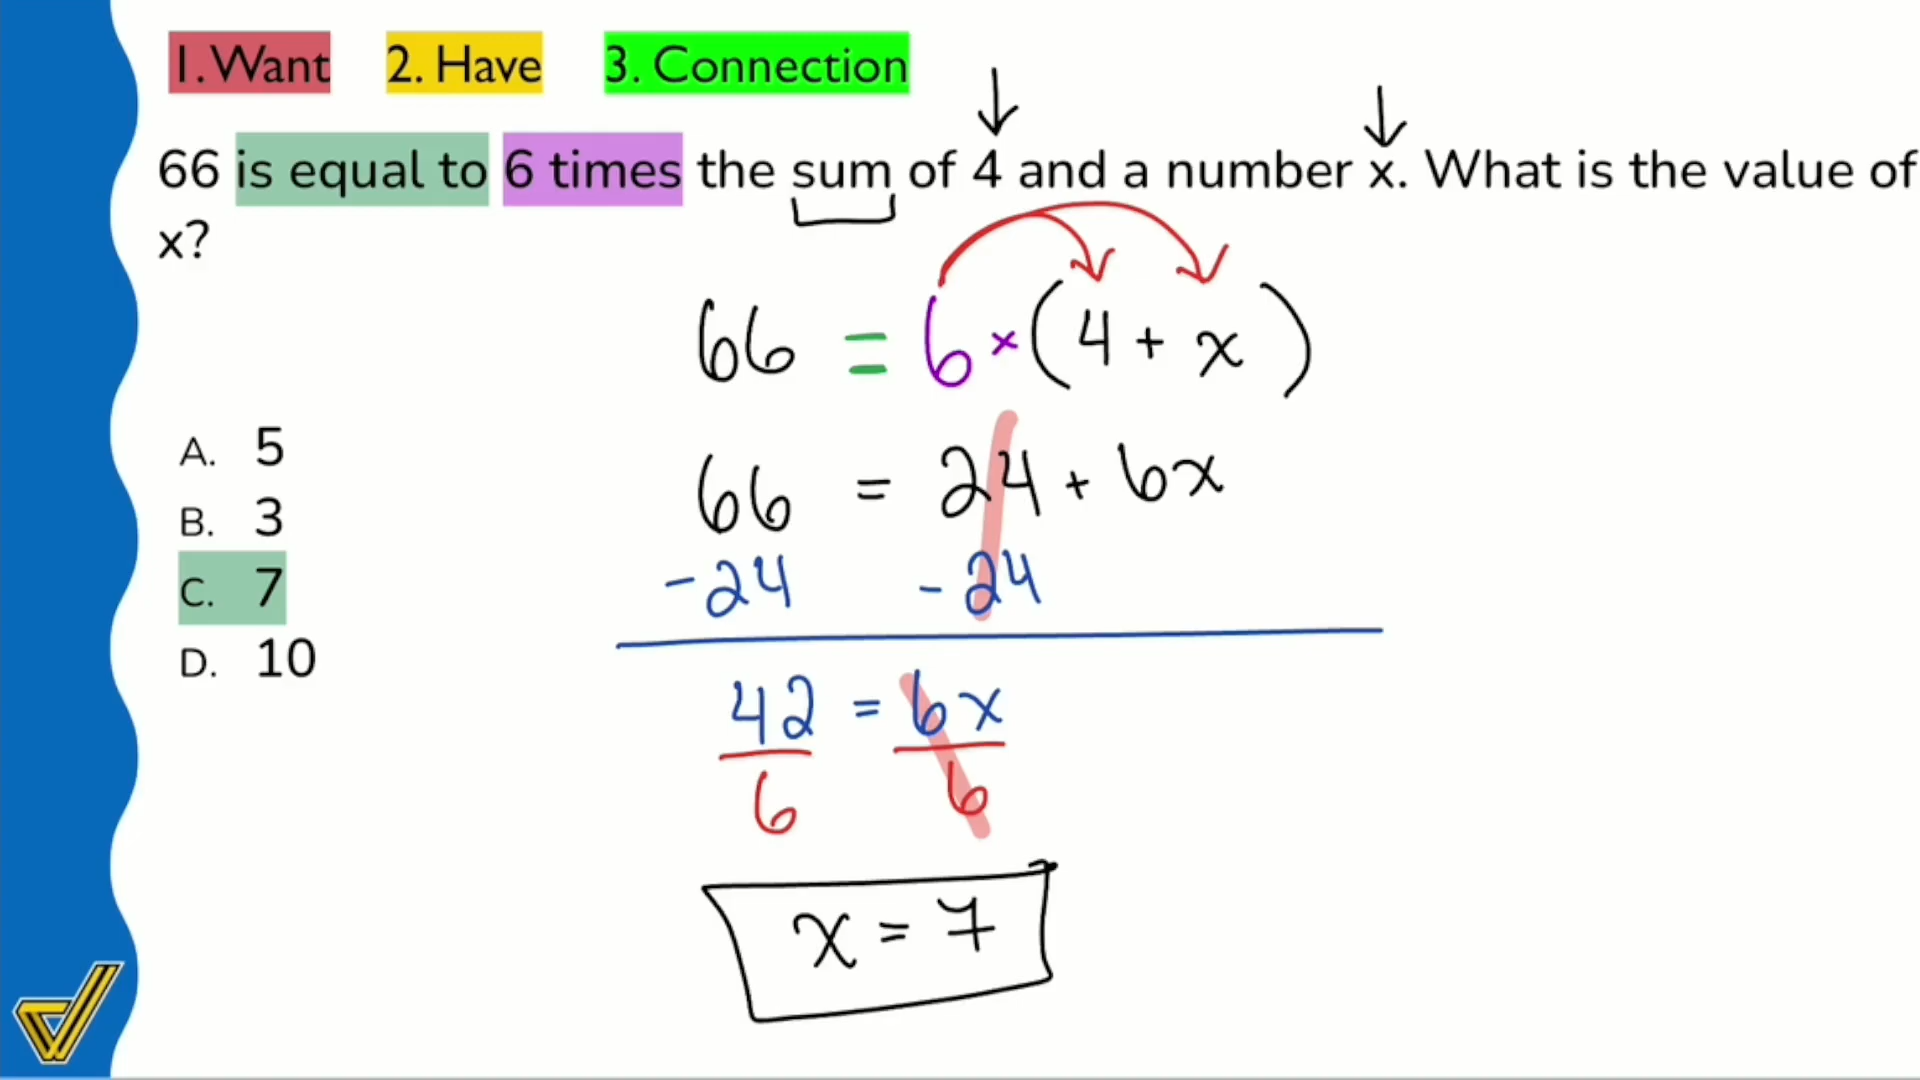 1. Want 2. Have 3. Connection
66 is equal to 6 times the sum of 4 and a number x. What is the value of
x?
66 = 6 × (4 + x)
A. 5
66 = 24 + 6x
B. 3
-24 -24
C. 7
D. 10
42 = 6x
6 6
x = 7